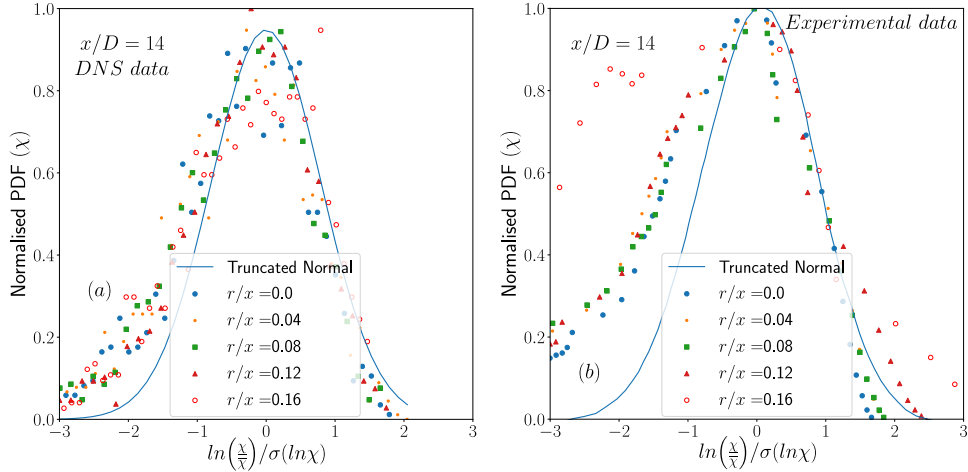 x/D = 14
DNS data
(a)
Normalised PDF (χ)
0.0
0.2
0.4
0.6
0.8
1.0
−3
−2
−1
0
1
2
3
ln(χ/χ̄)/σ(lnχ)
Truncated Normal
r/x =0.0
r/x =0.04
r/x =0.08
r/x =0.12
r/x =0.16
Experimental data
x/D = 14
(b)
Normalised PDF (χ)
0.0
0.2
0.4
0.6
0.8
1.0
−3
−2
−1
0
1
2
3
ln(χ/χ̄)/σ(lnχ)
Truncated Normal
r/x =0.0
r/x =0.04
r/x =0.08
r/x =0.12
r/x =0.16